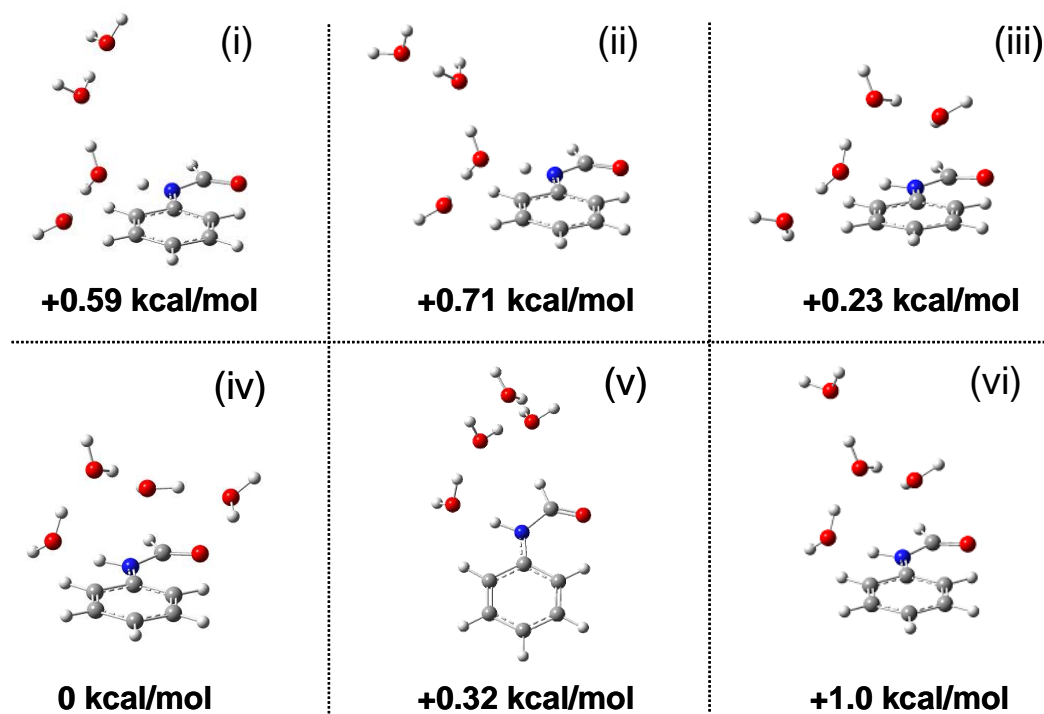 (i)
(ii)
(iii)
+0.59 kcal/mol
+0.71 kcal/mol
+0.23 kcal/mol
(iv)
(v)
(vi)
0 kcal/mol
+0.32 kcal/mol
+1.0 kcal/mol